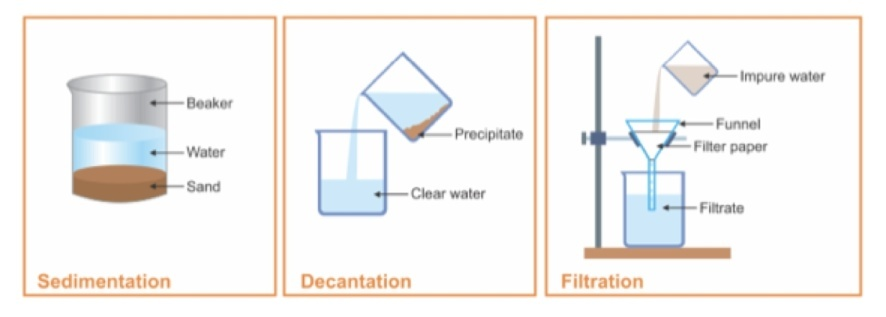 Beaker
Water
Sand
Sedimentation
Precipitate
Clear water
Decantation
Impure water
Funnel
Filter paper
Filtrate
Filtration